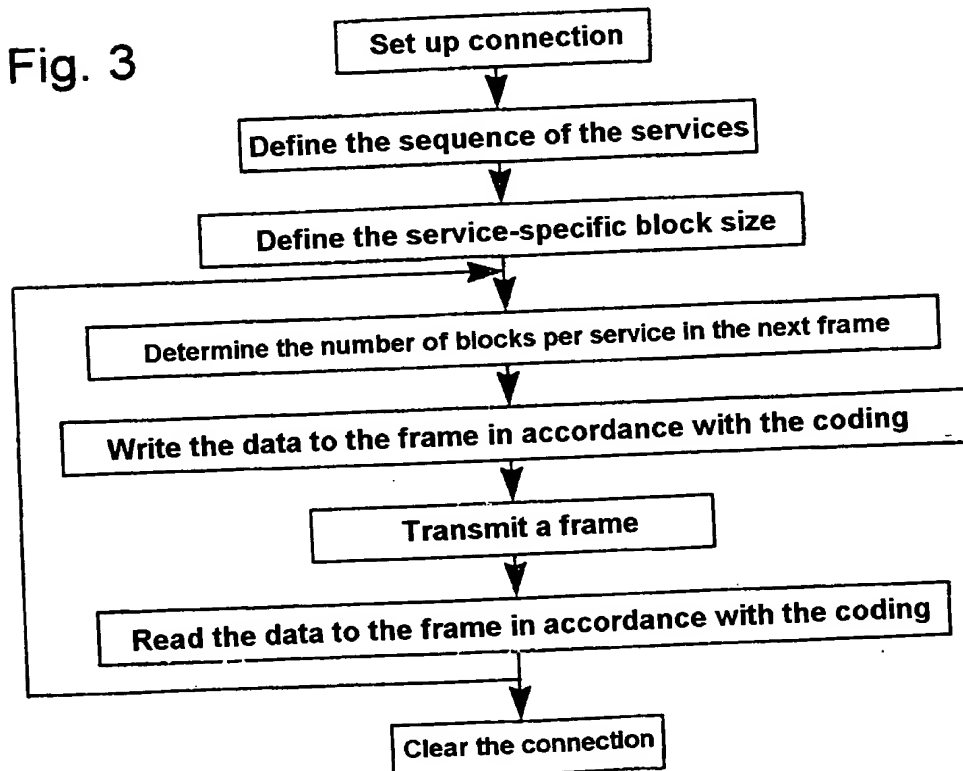 Fig. 3
Set up connection
Define the sequence of the services
Define the service-specific block size
Determine the number of blocks per service in the next frame
Write the data to the frame in accordance with the coding
Transmit a frame
Read the data to the frame in accordance with the coding
Clear the connection